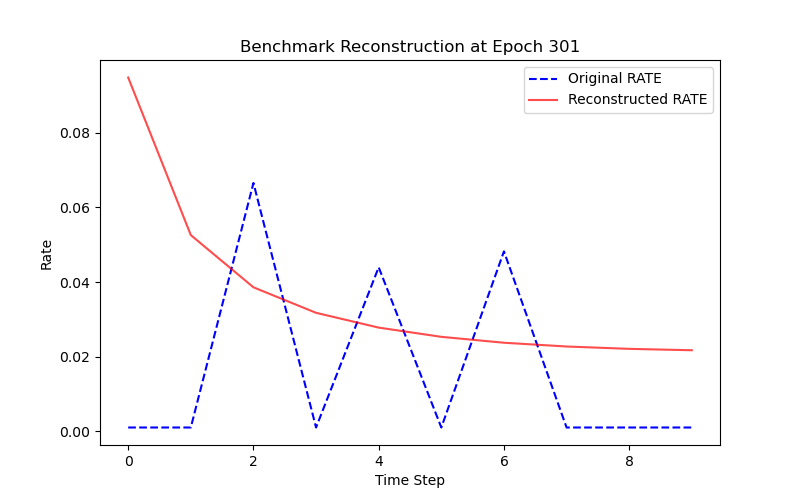 Benchmark Reconstruction at Epoch 301
Original RATE
Reconstructed RATE
Rate
0.08
0.06
0.04
0.02
0.00
0 2 4 6 8
Time Step